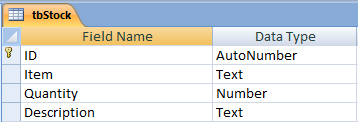 tbStock
Field Name Data Type
ID AutoNumber
Item Text
Quantity Number
Description Text